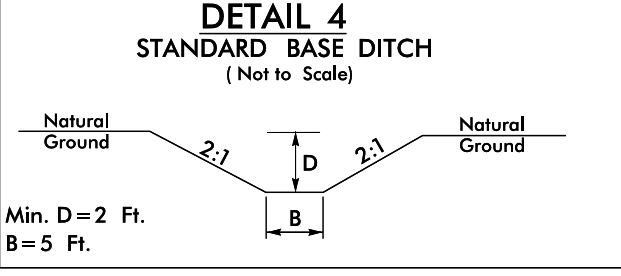 DETAIL 4
STANDARD BASE DITCH
( Not to Scale)
Natural
Ground
2:1
D
2:1
Natural
Ground
B
Min. D=2 Ft.
B=5 Ft.